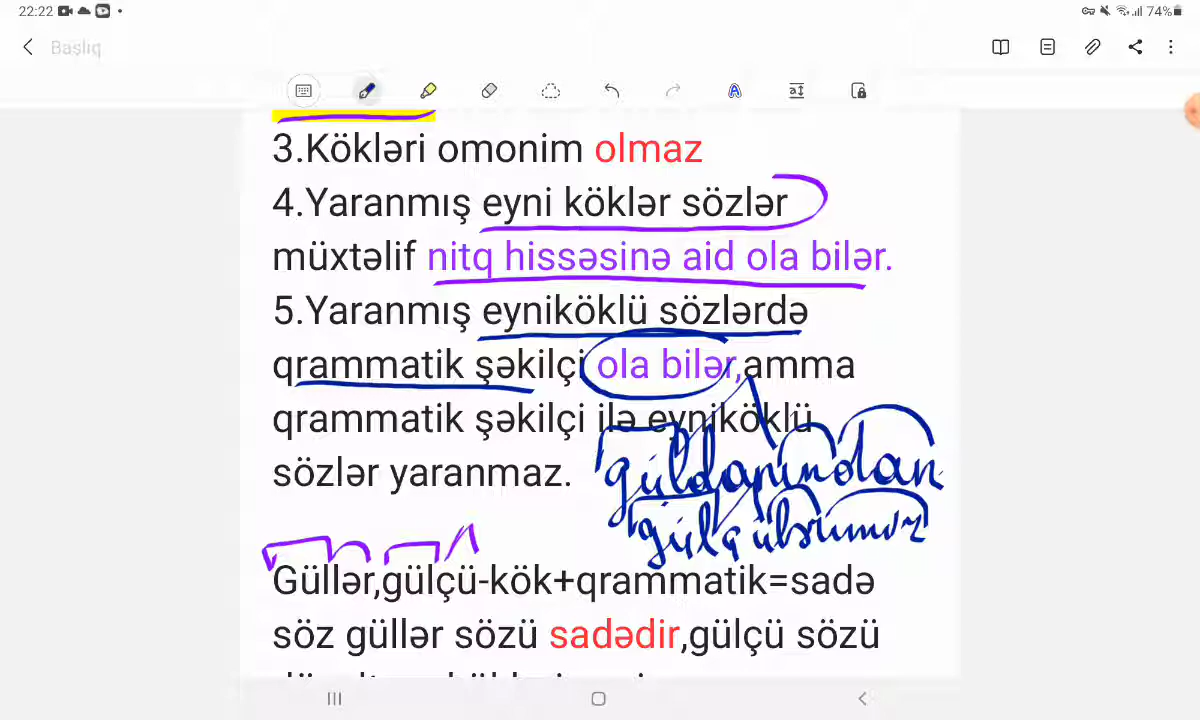 22:22
74%
Başlıq
3.Kökləri omonim olmaz
4.Yaranmış eyni köklər sözlər
müxtəlif nitq hissəsinə aid ola bilər.
5.Yaranmış eyniköklü sözlərdə
qrammatik şəkilçi ola bilər,amma
qrammatik şəkilçi ilə eyniköklü
sözlər yaranmaz.
Güllər,gülçü-kök+qrammatik=sadə
söz güllər sözü sadədir,gülçü sözü